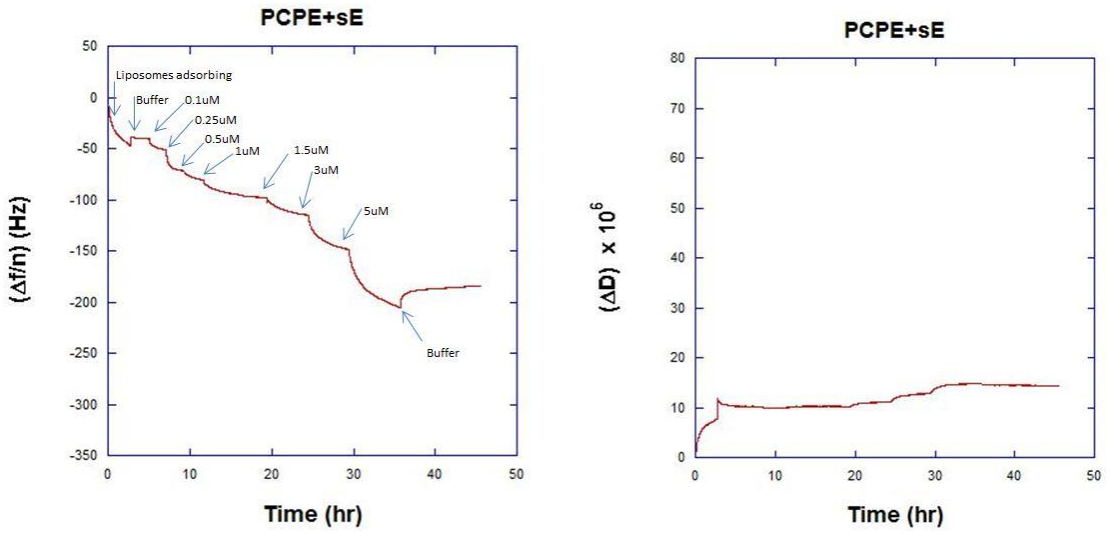 PCPE+sE
50
0
-50
-100
-150
-200
-250
-300
-350
0
10
20
30
40
50
(Δf/n) (Hz)
Time (hr)
Liposomes adsorbing
Buffer
0.1uM
0.25uM
0.5uM
1uM
1.5uM
3uM
5uM
Buffer
PCPE+sE
80
70
60
50
40
30
20
10
0
0
10
20
30
40
50
(ΔD) x 10⁶
Time (hr)